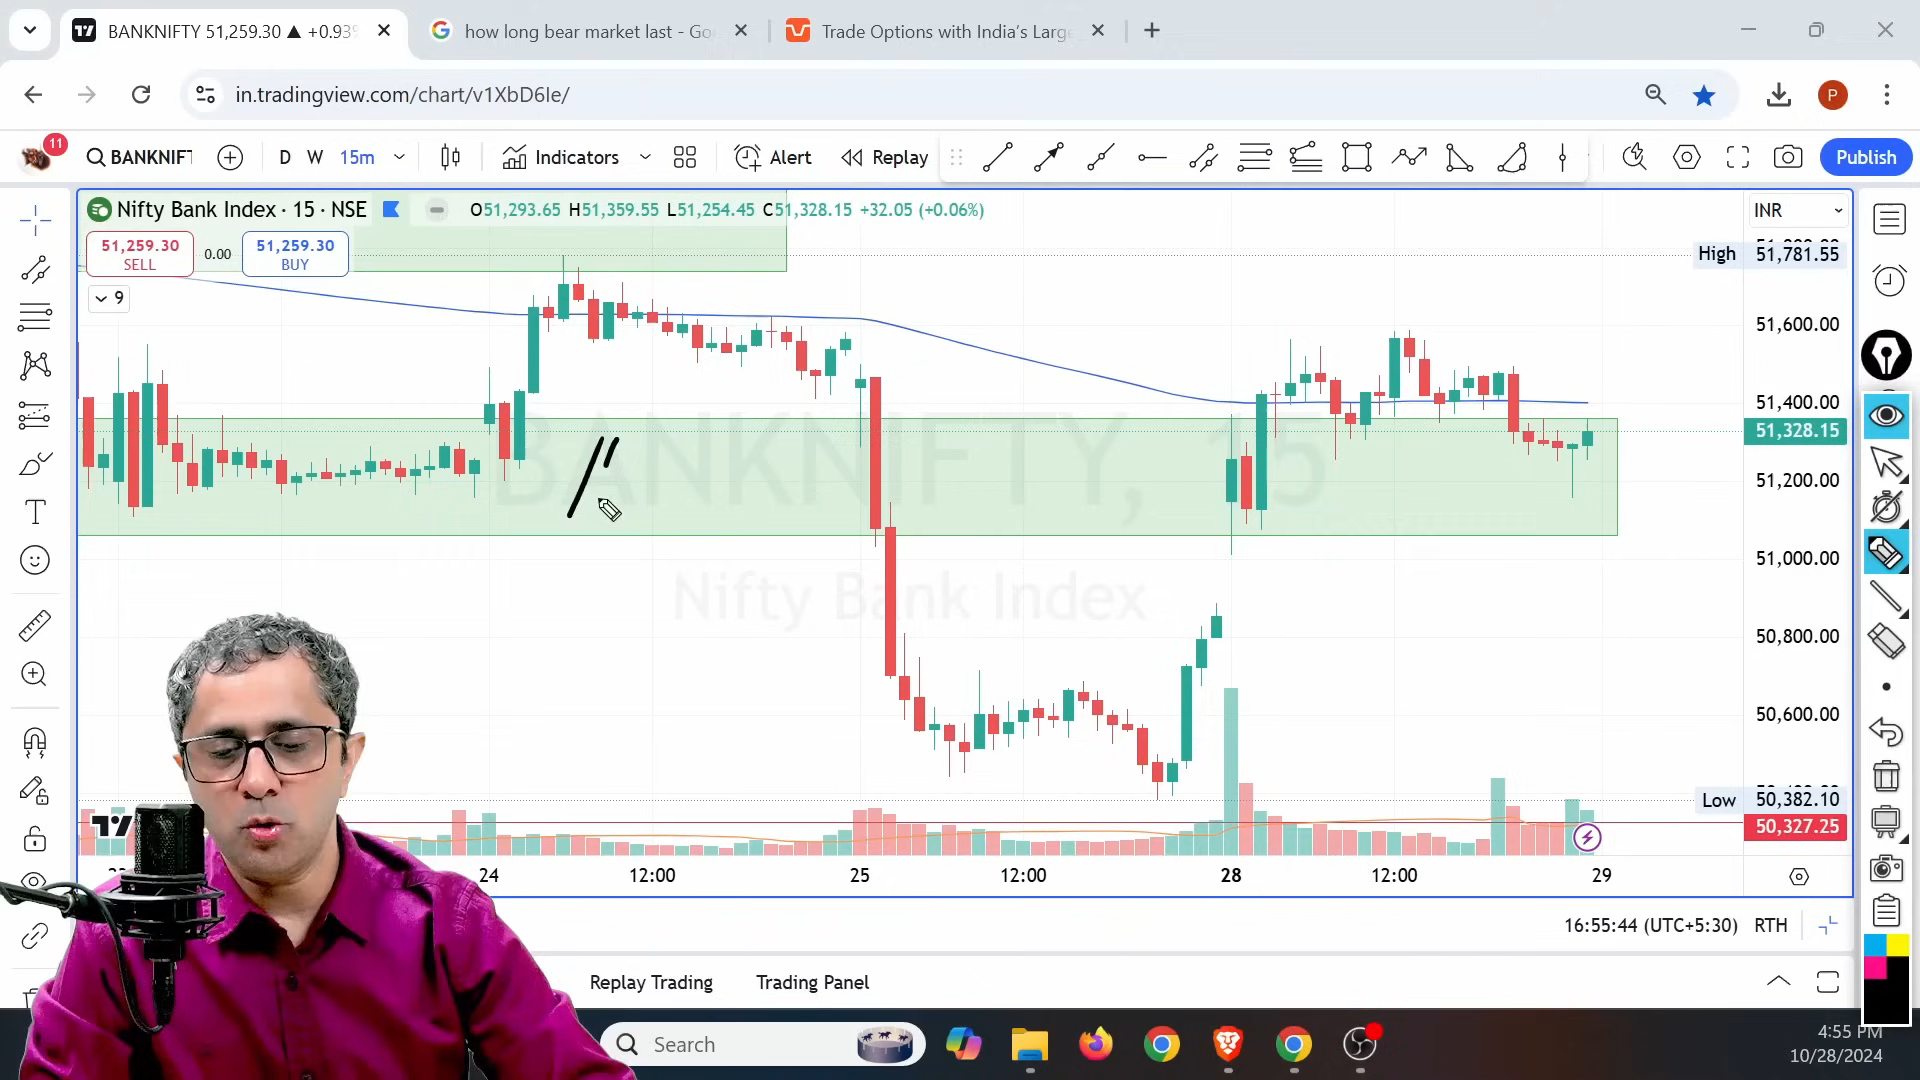 BANKNIFTY 51,259.30 ▲ +0.93%
how long bear market last - Go
Trade Options with India's Large
in.tradingview.com/chart/v1XbD6Ie/
P
11
BANKNIFT
D W 15m
Indicators
Alert
Replay
Publish
Nifty Bank Index · 15 · NSE
O51,293.65 H51,359.55 L51,254.45 C51,328.15 +32.05 (+0.06%)
INR
51,259.30
SELL
0.00
51,259.30
BUY
9
High 51,781.55
51,600.00
51,400.00
51,328.15
51,200.00
51,000.00
50,800.00
50,600.00
Low 50,382.10
50,327.25
BANKNIFTY, 15
Nifty Bank Index
24 12:00 25 12:00 28 12:00 29
16:55:44 (UTC+5:30) RTH
Replay Trading
Trading Panel
Search
4:55 PM
10/28/2024